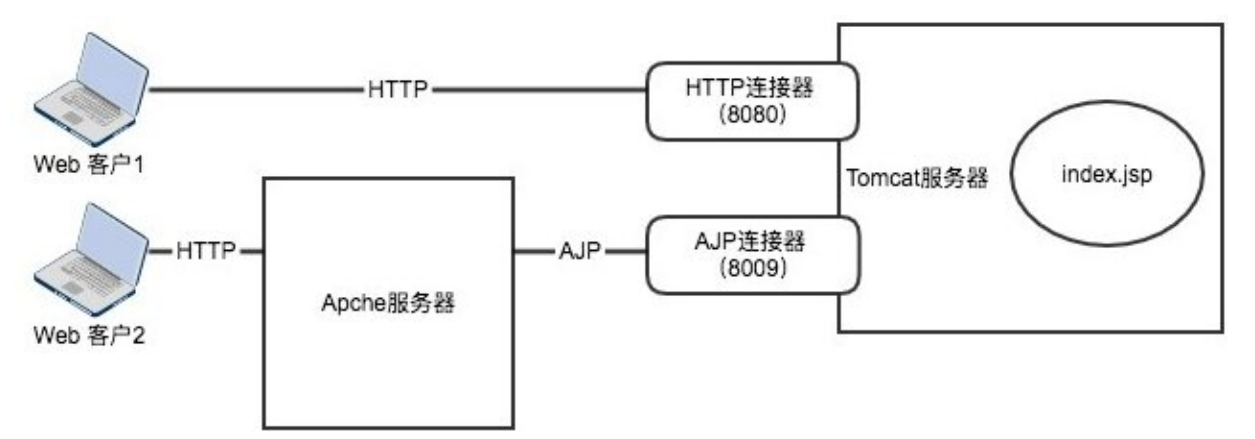 HTTP
HTTP连接器
（8080）
Web 客户1
Tomcat服务器
index.jsp
HTTP
AJP
AJP连接器
（8009）
Apche服务器
Web 客户2